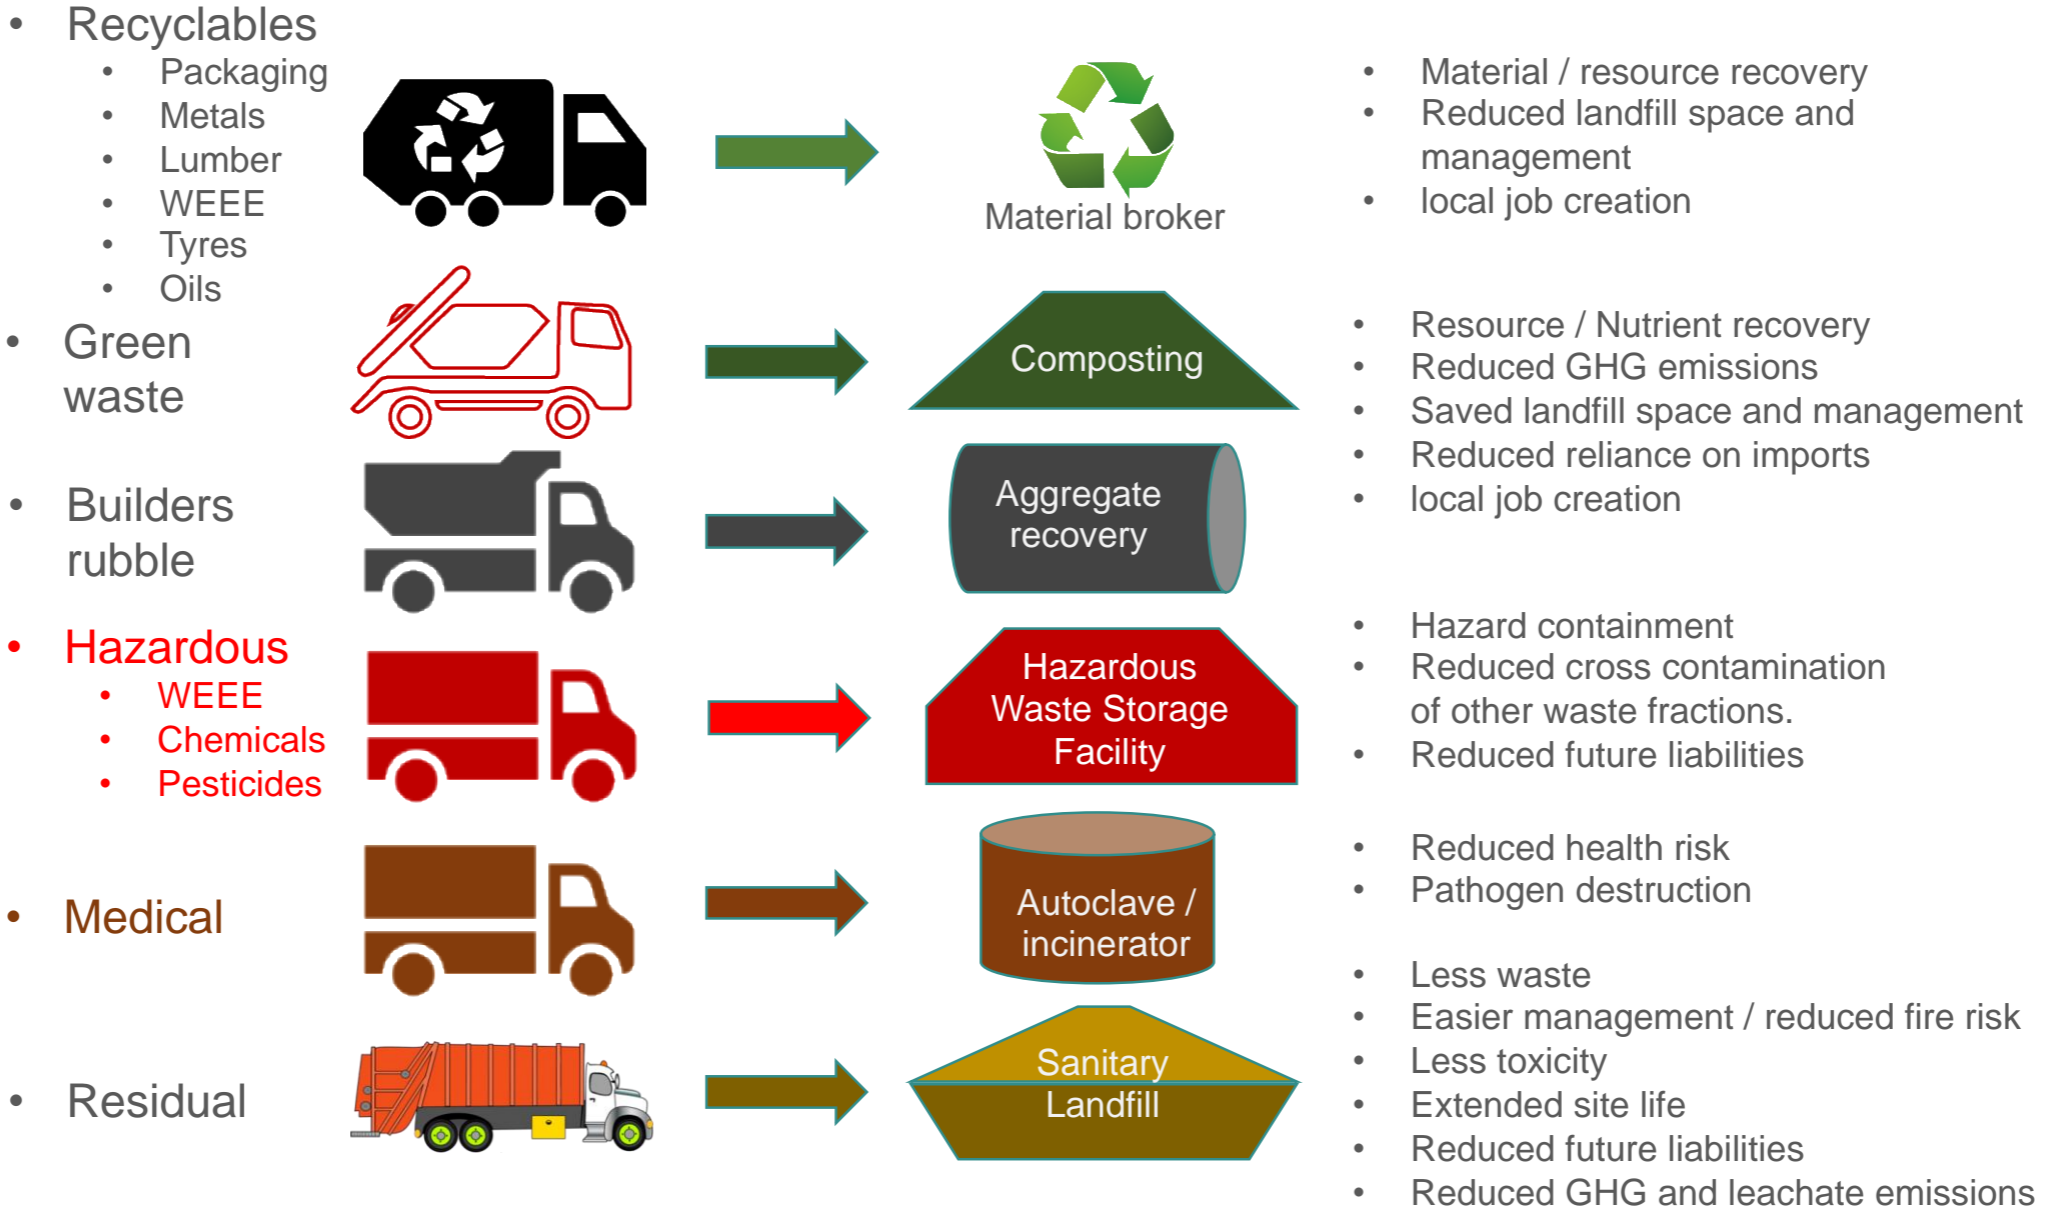 • Recyclables
• Packaging
• Metals
• Lumber
• WEEE
• Tyres
• Oils
Material broker
• Material / resource recovery
• Reduced landfill space and
management
• local job creation
• Green
waste
Composting
• Resource / Nutrient recovery
• Reduced GHG emissions
• Saved landfill space and management
• Reduced reliance on imports
• local job creation
• Builders
rubble
Aggregate
recovery
• Hazardous
• WEEE
• Chemicals
• Pesticides
Hazardous
Waste Storage
Facility
• Hazard containment
• Reduced cross contamination
of other waste fractions.
• Reduced future liabilities
• Medical
Autoclave /
incinerator
• Reduced health risk
• Pathogen destruction
• Residual
Sanitary
Landfill
• Less waste
• Easier management / reduced fire risk
• Less toxicity
• Extended site life
• Reduced future liabilities
• Reduced GHG and leachate emissions